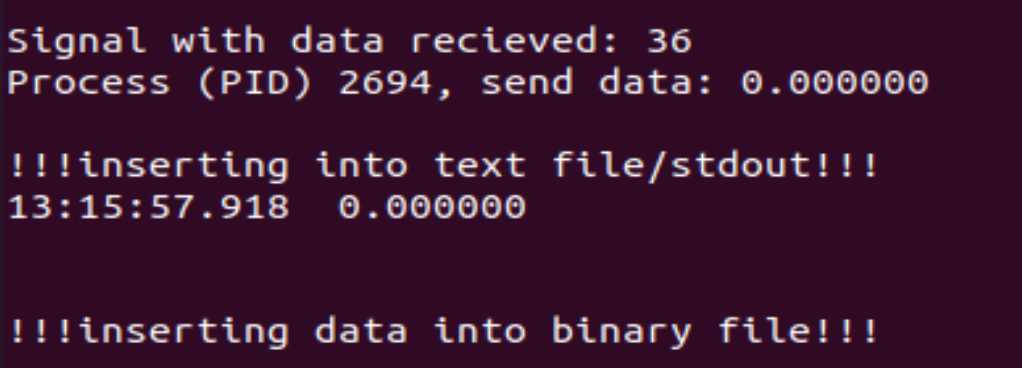 Signal with data recieved: 36
Process (PID) 2694, send data: 0.000000
!!!inserting into text file/stdout!!!
13:15:57.918  0.000000
!!!inserting data into binary file!!!